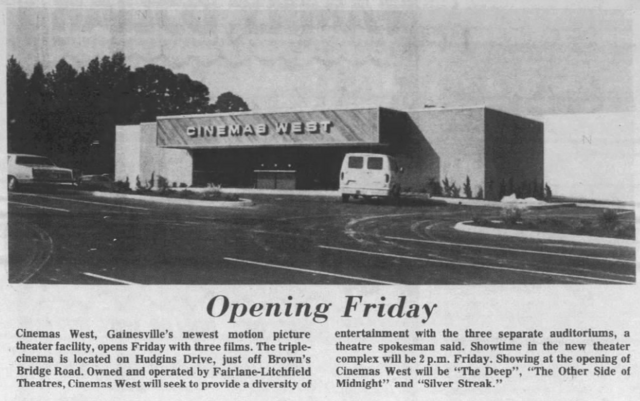 CINEMAS WEST
Opening Friday
Cinemas West, Gainesville's newest motion picture
theater facility, opens Friday with three films. The triple-
cinema is located on Hudgins Drive, just off Brown's
Bridge Road. Owned and operated by Fairlane-Litchfield
Theatres, Cinemas West will seek to provide a diversity of
entertainment with the three separate auditoriums, a
theatre spokesman said. Showtime in the new theater
complex will be 2 p.m. Friday. Showing at the opening of
Cinemas West will be "The Deep", "The Other Side of
Midnight" and "Silver Streak."